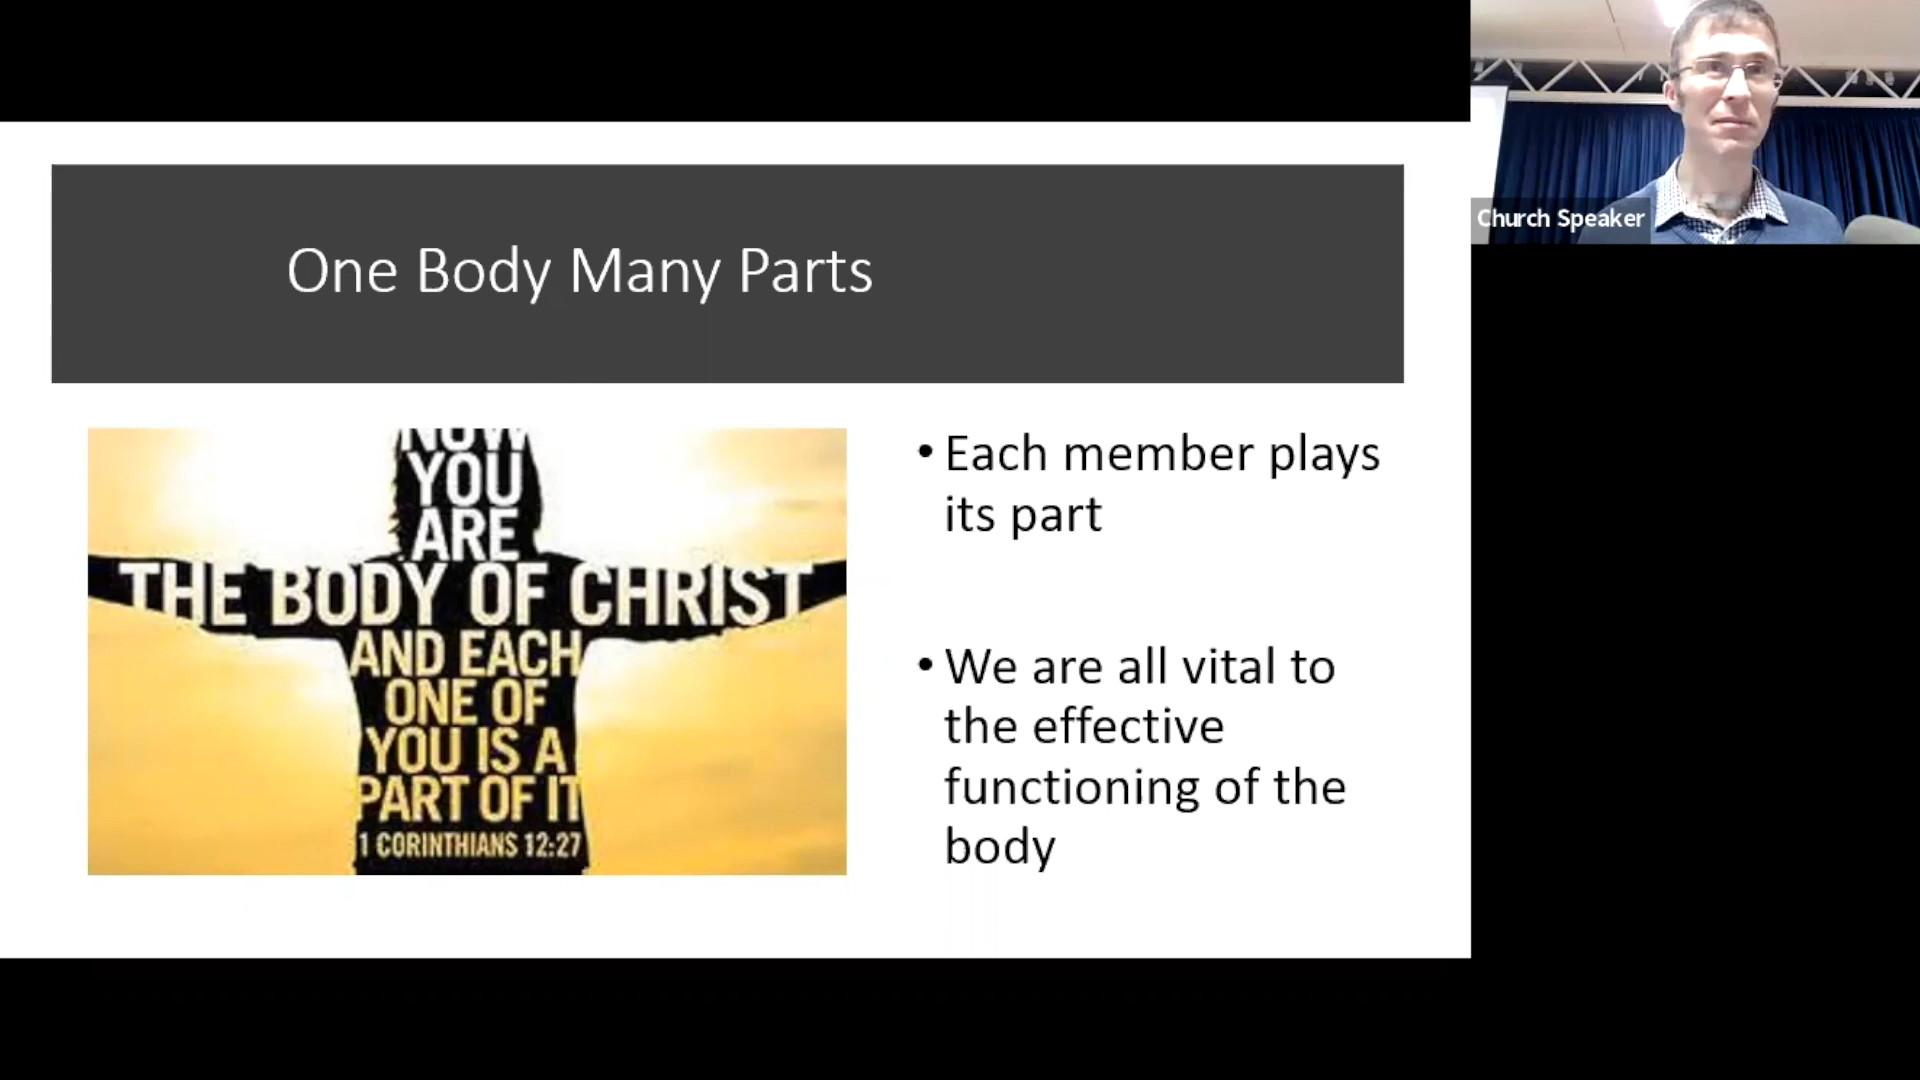 One Body Many Parts
NOW
YOU
ARE
THE BODY OF CHRIST
AND EACH
ONE OF
YOU IS A
PART OF IT
1 CORINTHIANS 12:27
• Each member plays
its part
• We are all vital to
the effective
functioning of the
body
Church Speaker